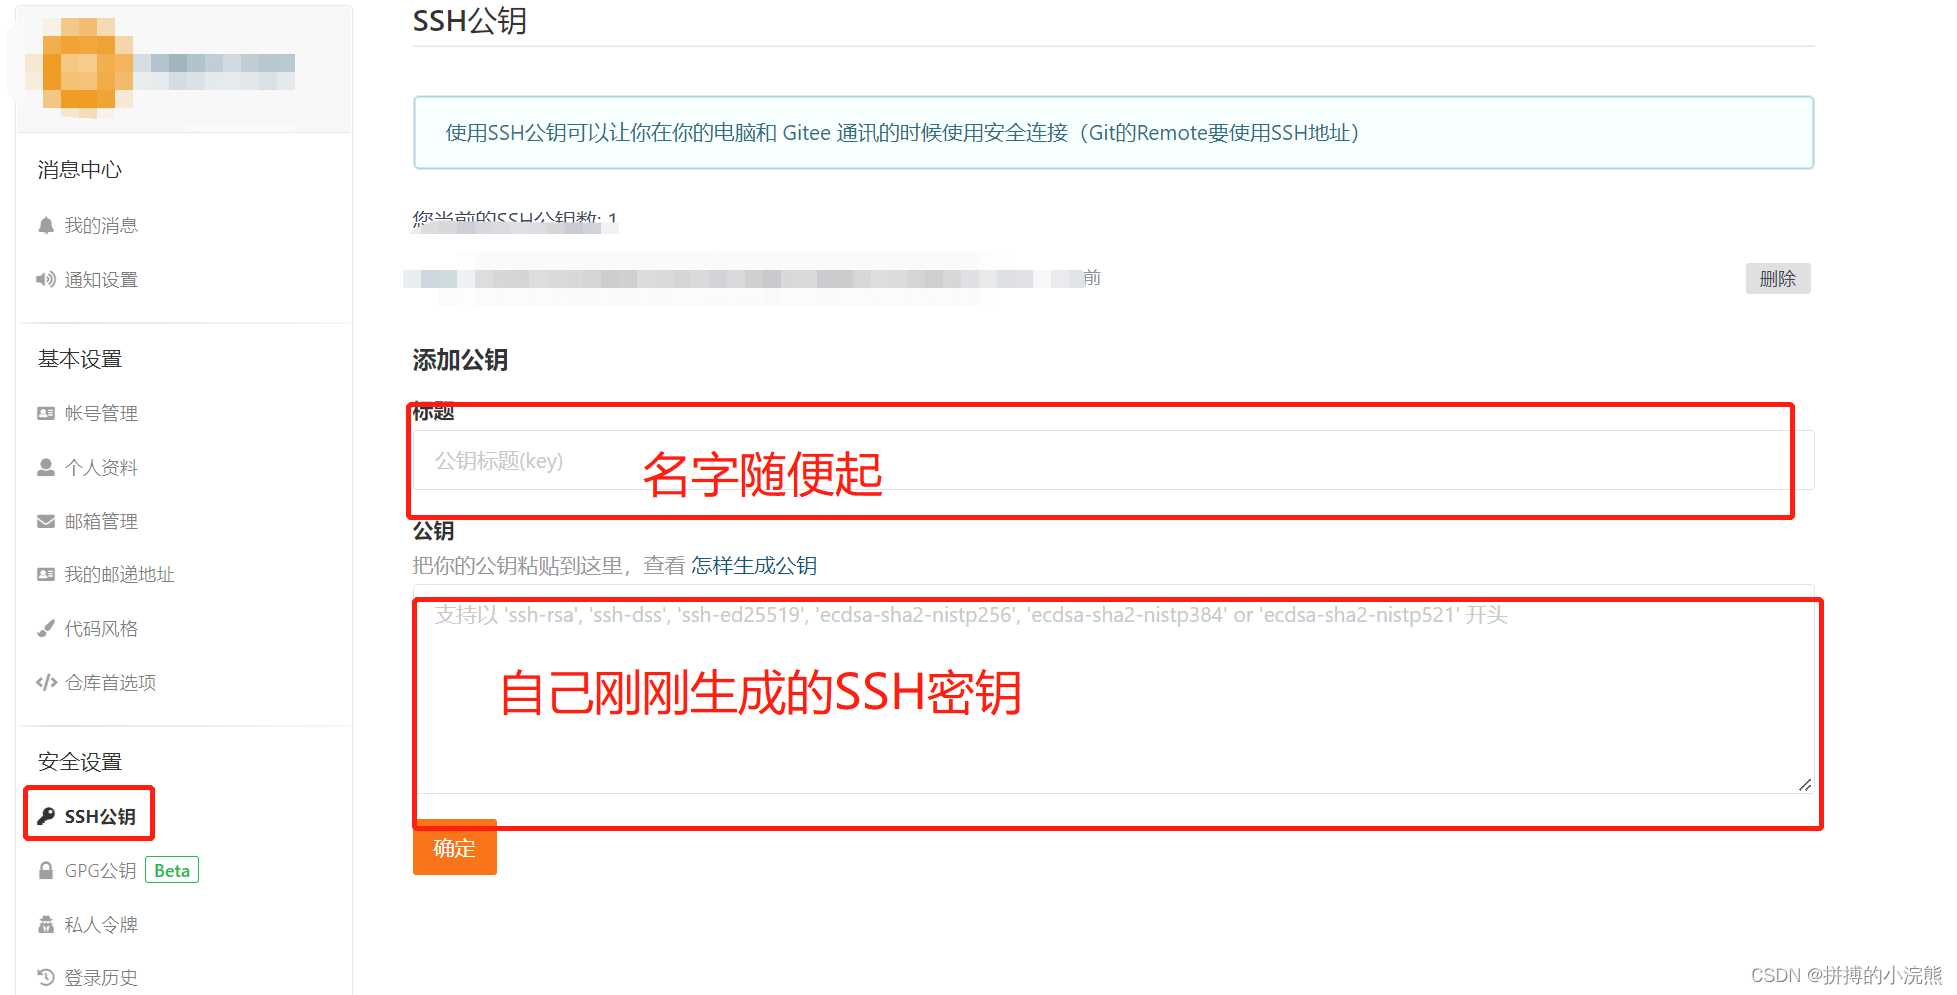 消息中心
我的消息
通知设置
基本设置
帐号管理
个人资料
邮箱管理
我的邮递地址
代码风格
仓库首选项
安全设置
SSH公钥
GPG公钥 Beta
私人令牌
登录历史
SSH公钥
使用SSH公钥可以让你在你的电脑和 Gitee 通讯的时候使用安全连接（Git的Remote要使用SSH地址）
您当前的SSH公钥数: 1
前
删除
添加公钥
标题
公钥标题(key)
名字随便起
公钥
把你的公钥粘贴到这里，查看 怎样生成公钥
支持以 'ssh-rsa', 'ssh-dss', 'ssh-ed25519', 'ecdsa-sha2-nistp256', 'ecdsa-sha2-nistp384' or 'ecdsa-sha2-nistp521' 开头
自己刚刚生成的SSH密钥
确定
CSDN @拼搏的小浣熊